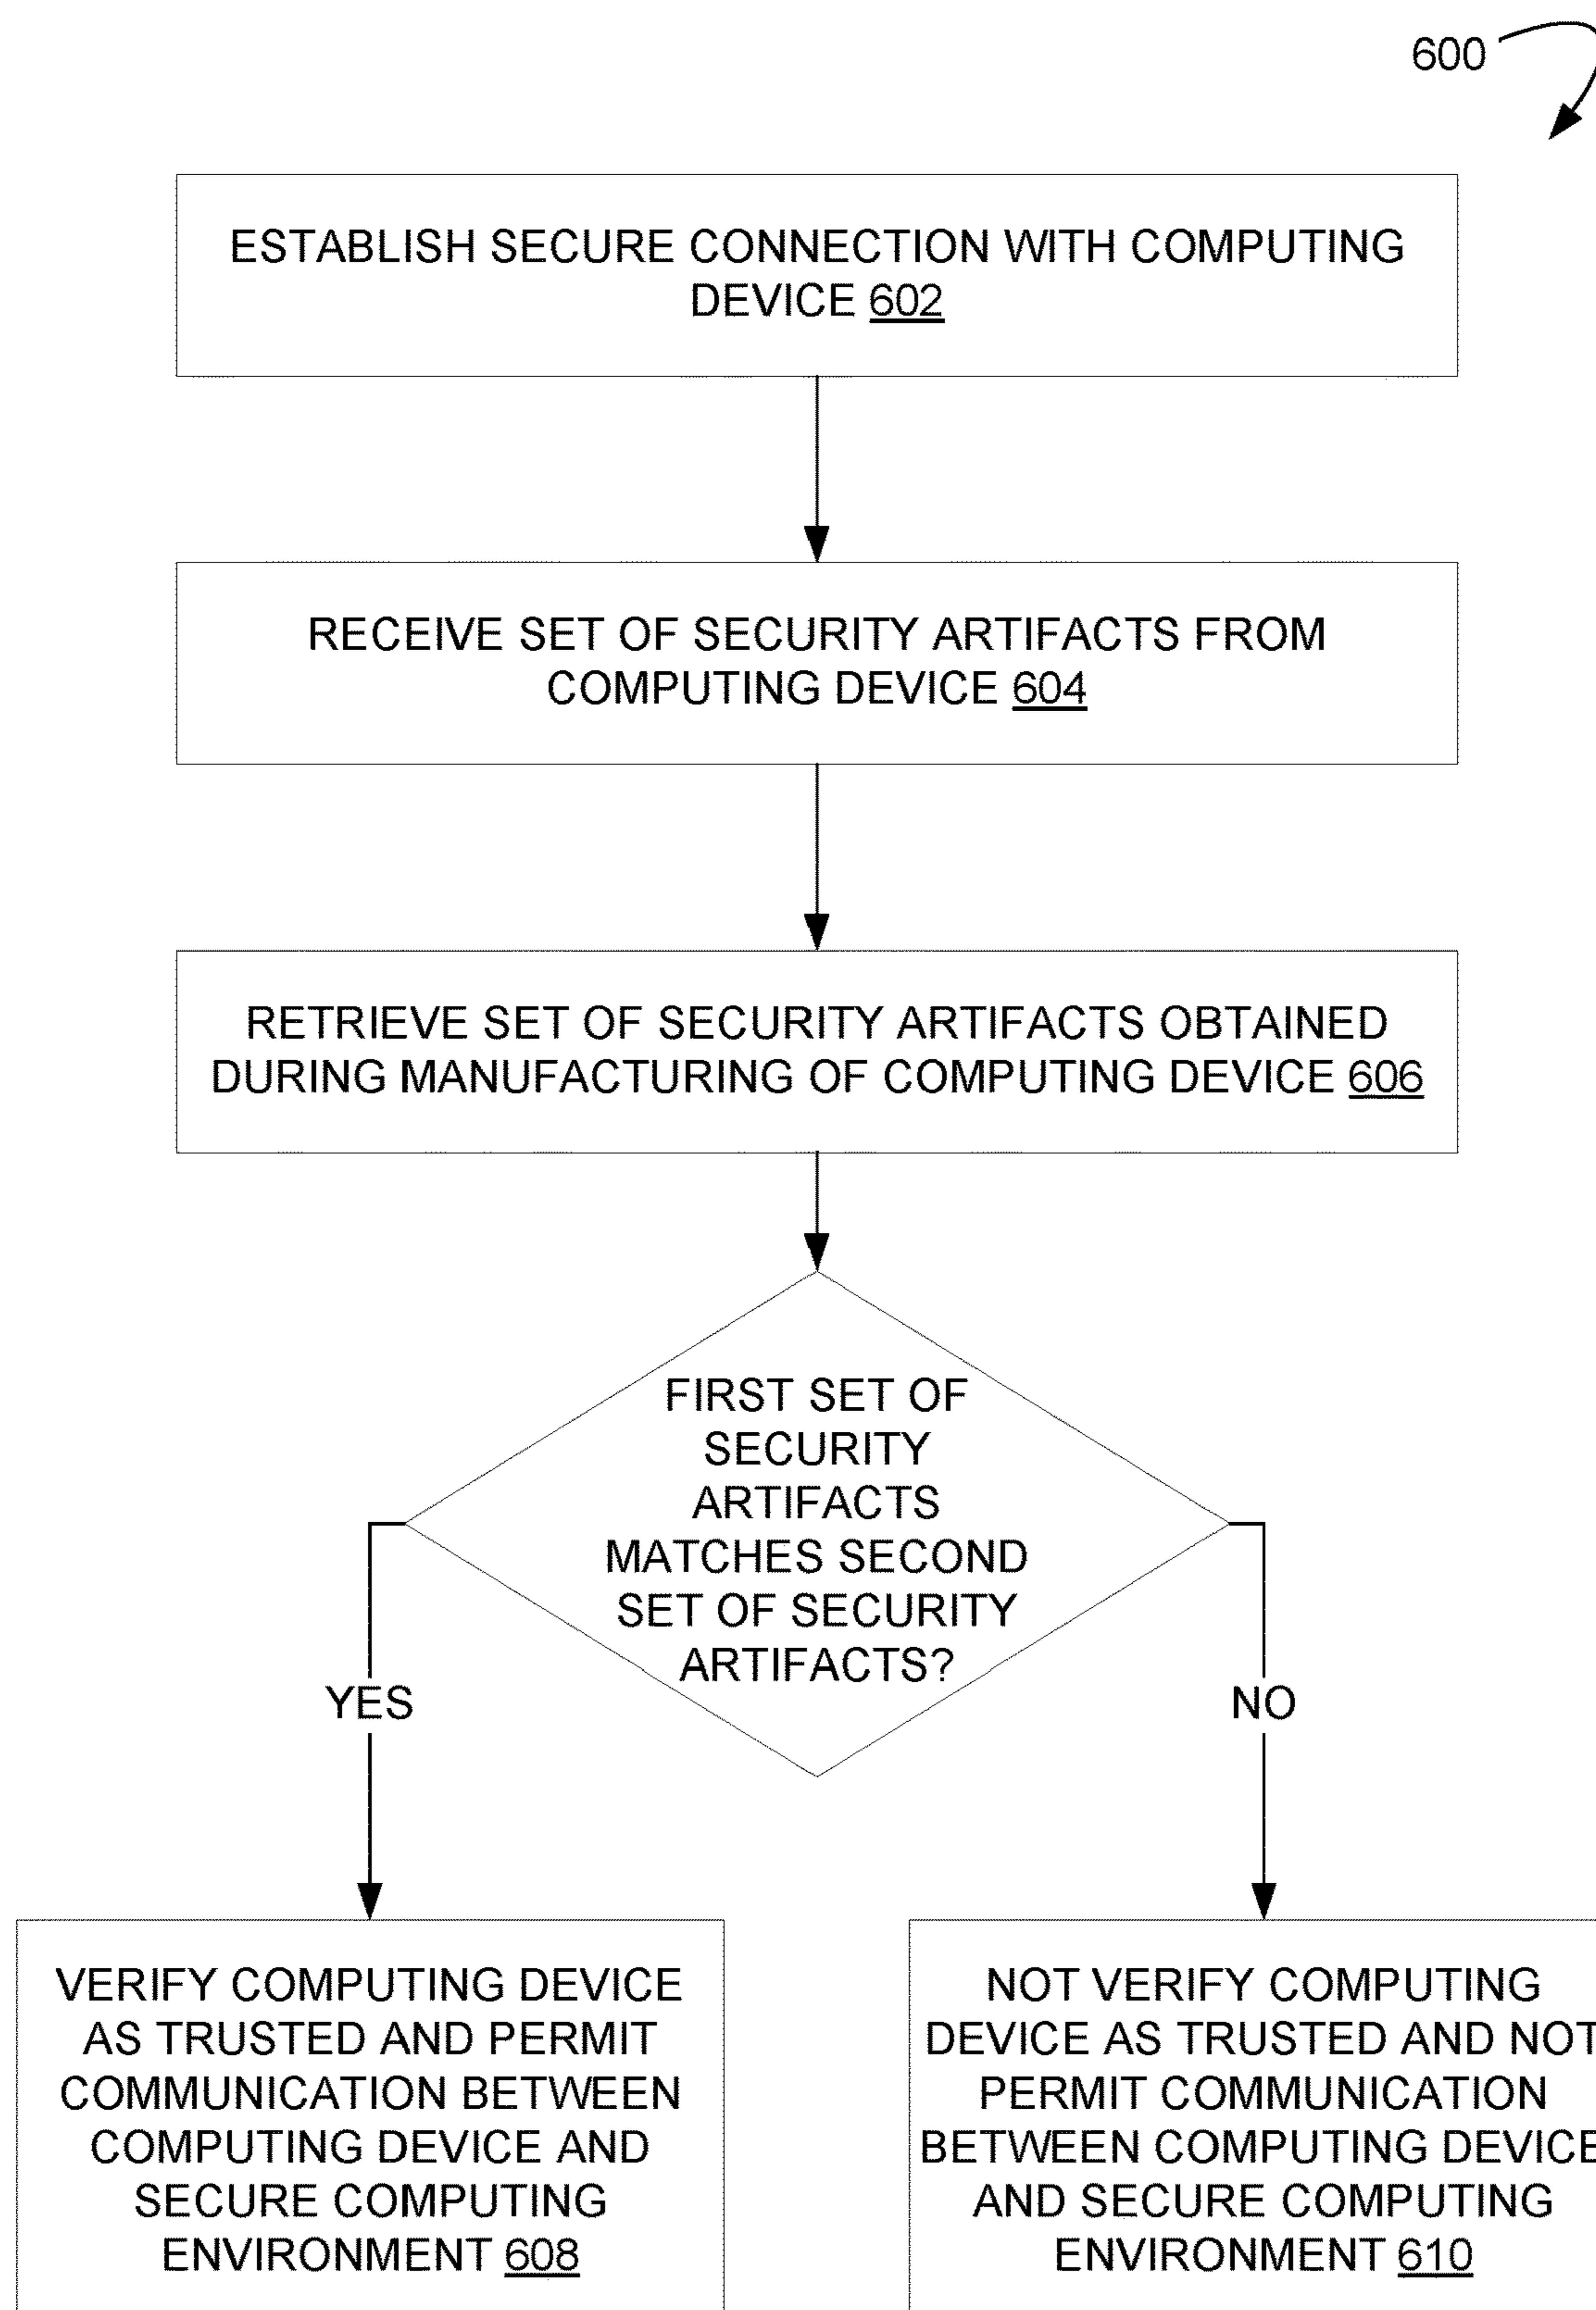 600
ESTABLISH SECURE CONNECTION WITH COMPUTING
DEVICE 602
RECEIVE SET OF SECURITY ARTIFACTS FROM
COMPUTING DEVICE 604
RETRIEVE SET OF SECURITY ARTIFACTS OBTAINED
DURING MANUFACTURING OF COMPUTING DEVICE 606
FIRST SET OF
SECURITY
ARTIFACTS
MATCHES SECOND
SET OF SECURITY
ARTIFACTS?
YES
NO
VERIFY COMPUTING DEVICE
AS TRUSTED AND PERMIT
COMMUNICATION BETWEEN
COMPUTING DEVICE AND
SECURE COMPUTING
ENVIRONMENT 608
NOT VERIFY COMPUTING
DEVICE AS TRUSTED AND NOT
PERMIT COMMUNICATION
BETWEEN COMPUTING DEVICE
AND SECURE COMPUTING
ENVIRONMENT 610